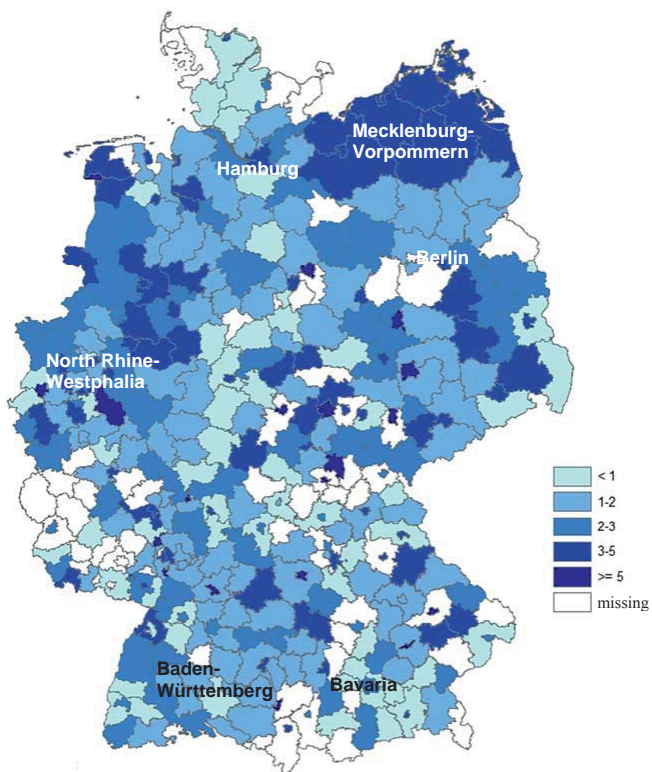 Mecklenburg-
Vorpommern
Hamburg
Berlin
North Rhine-
Westphalia
< 1
1-2
2-3
3-5
>= 5
missing
Baden-
Württemberg
Bavaria